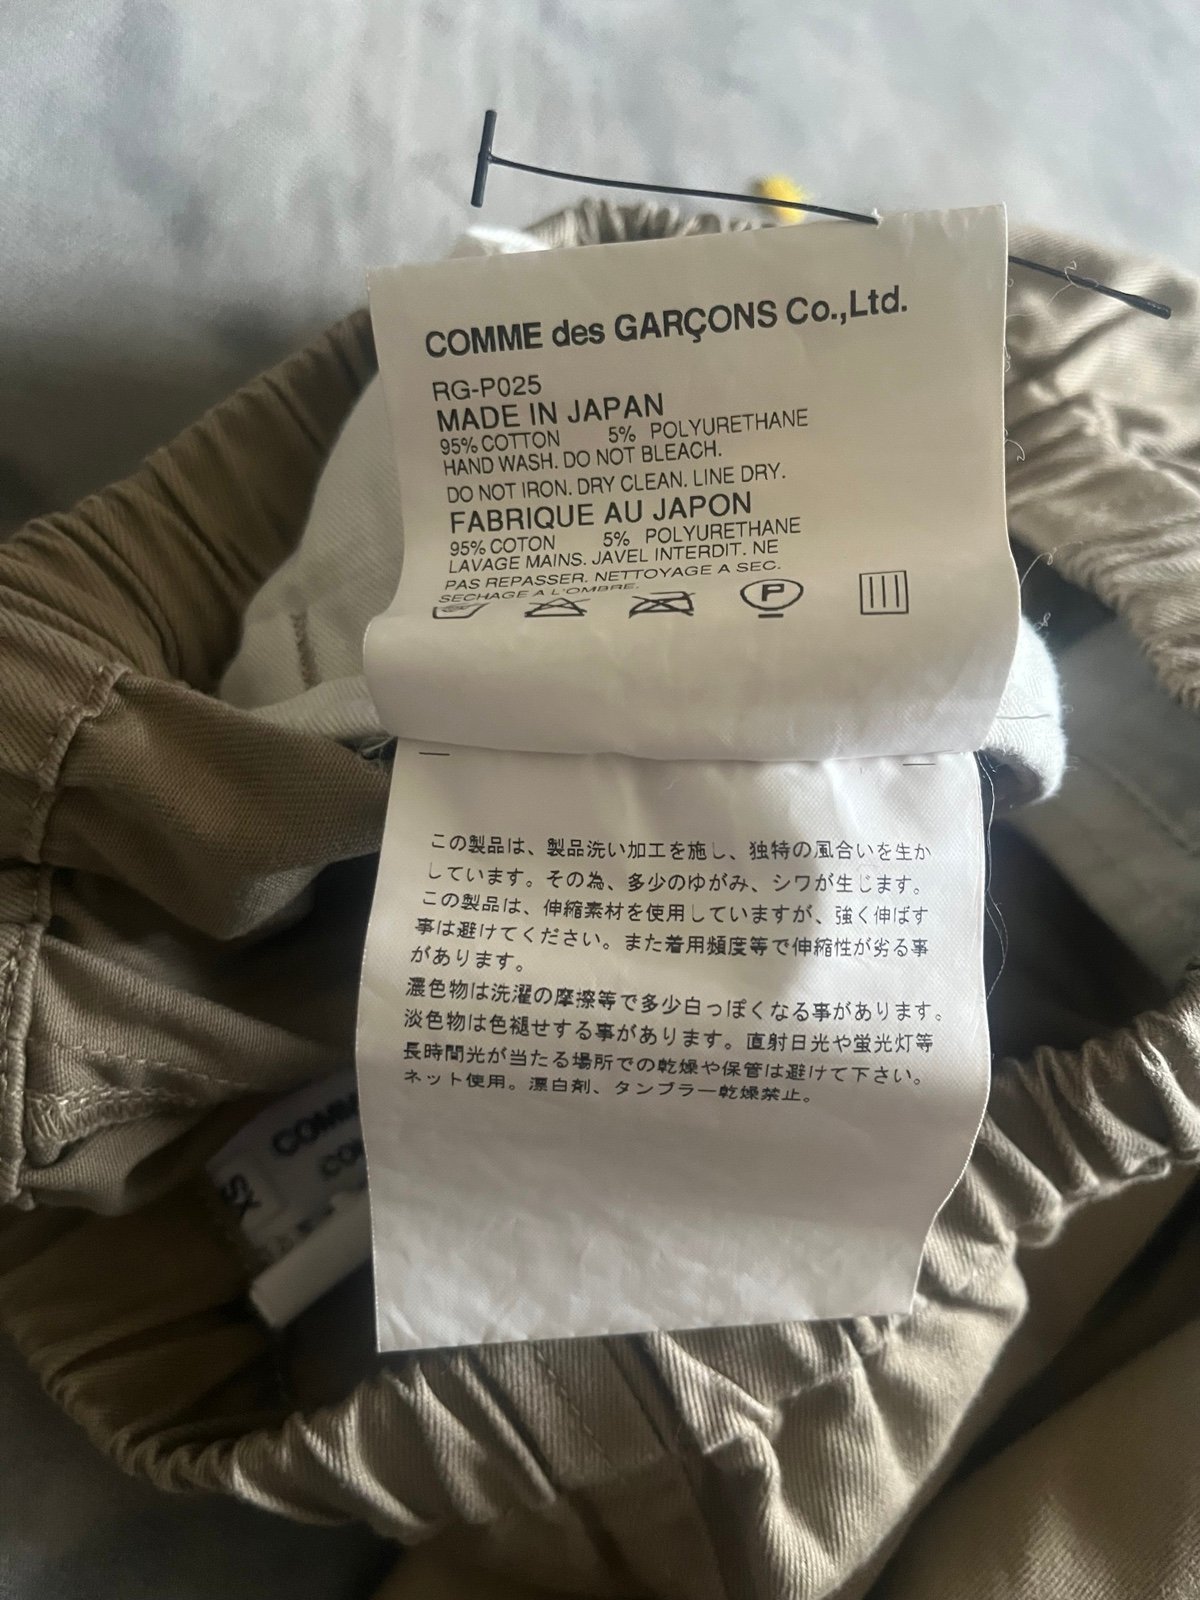 COMME des GARÇONS Co.,Ltd.
RG-P025
MADE IN JAPAN
95% COTTON 5% POLYURETHANE
HAND WASH. DO NOT BLEACH.
DO NOT IRON. DRY CLEAN. LINE DRY.
FABRIQUE AU JAPON
95% COTON 5% POLYURETHANE
LAVAGE MAINS. JAVEL INTERDIT. NE
PAS REPASSER. NETTOYAGE A SEC.
SECHAGE A L'OMBRE.
P
この製品は、製品洗い加工を施し、独特の風合いを生か
しています。その為、多少のゆがみ、シワが生じます。
この製品は、伸縮素材を使用していますが、強く伸ばす
事は避けてください。また着用頻度等で伸縮性が劣る事
があります。
濃色物は洗濯の摩擦等で多少白っぽくなる事があります。
淡色物は色褪せする事があります。直射日光や蛍光灯等
長時間光が当たる場所での乾燥や保管は避けて下さい。
ネット使用。漂白剤、タンブラー乾燥禁止。
XS